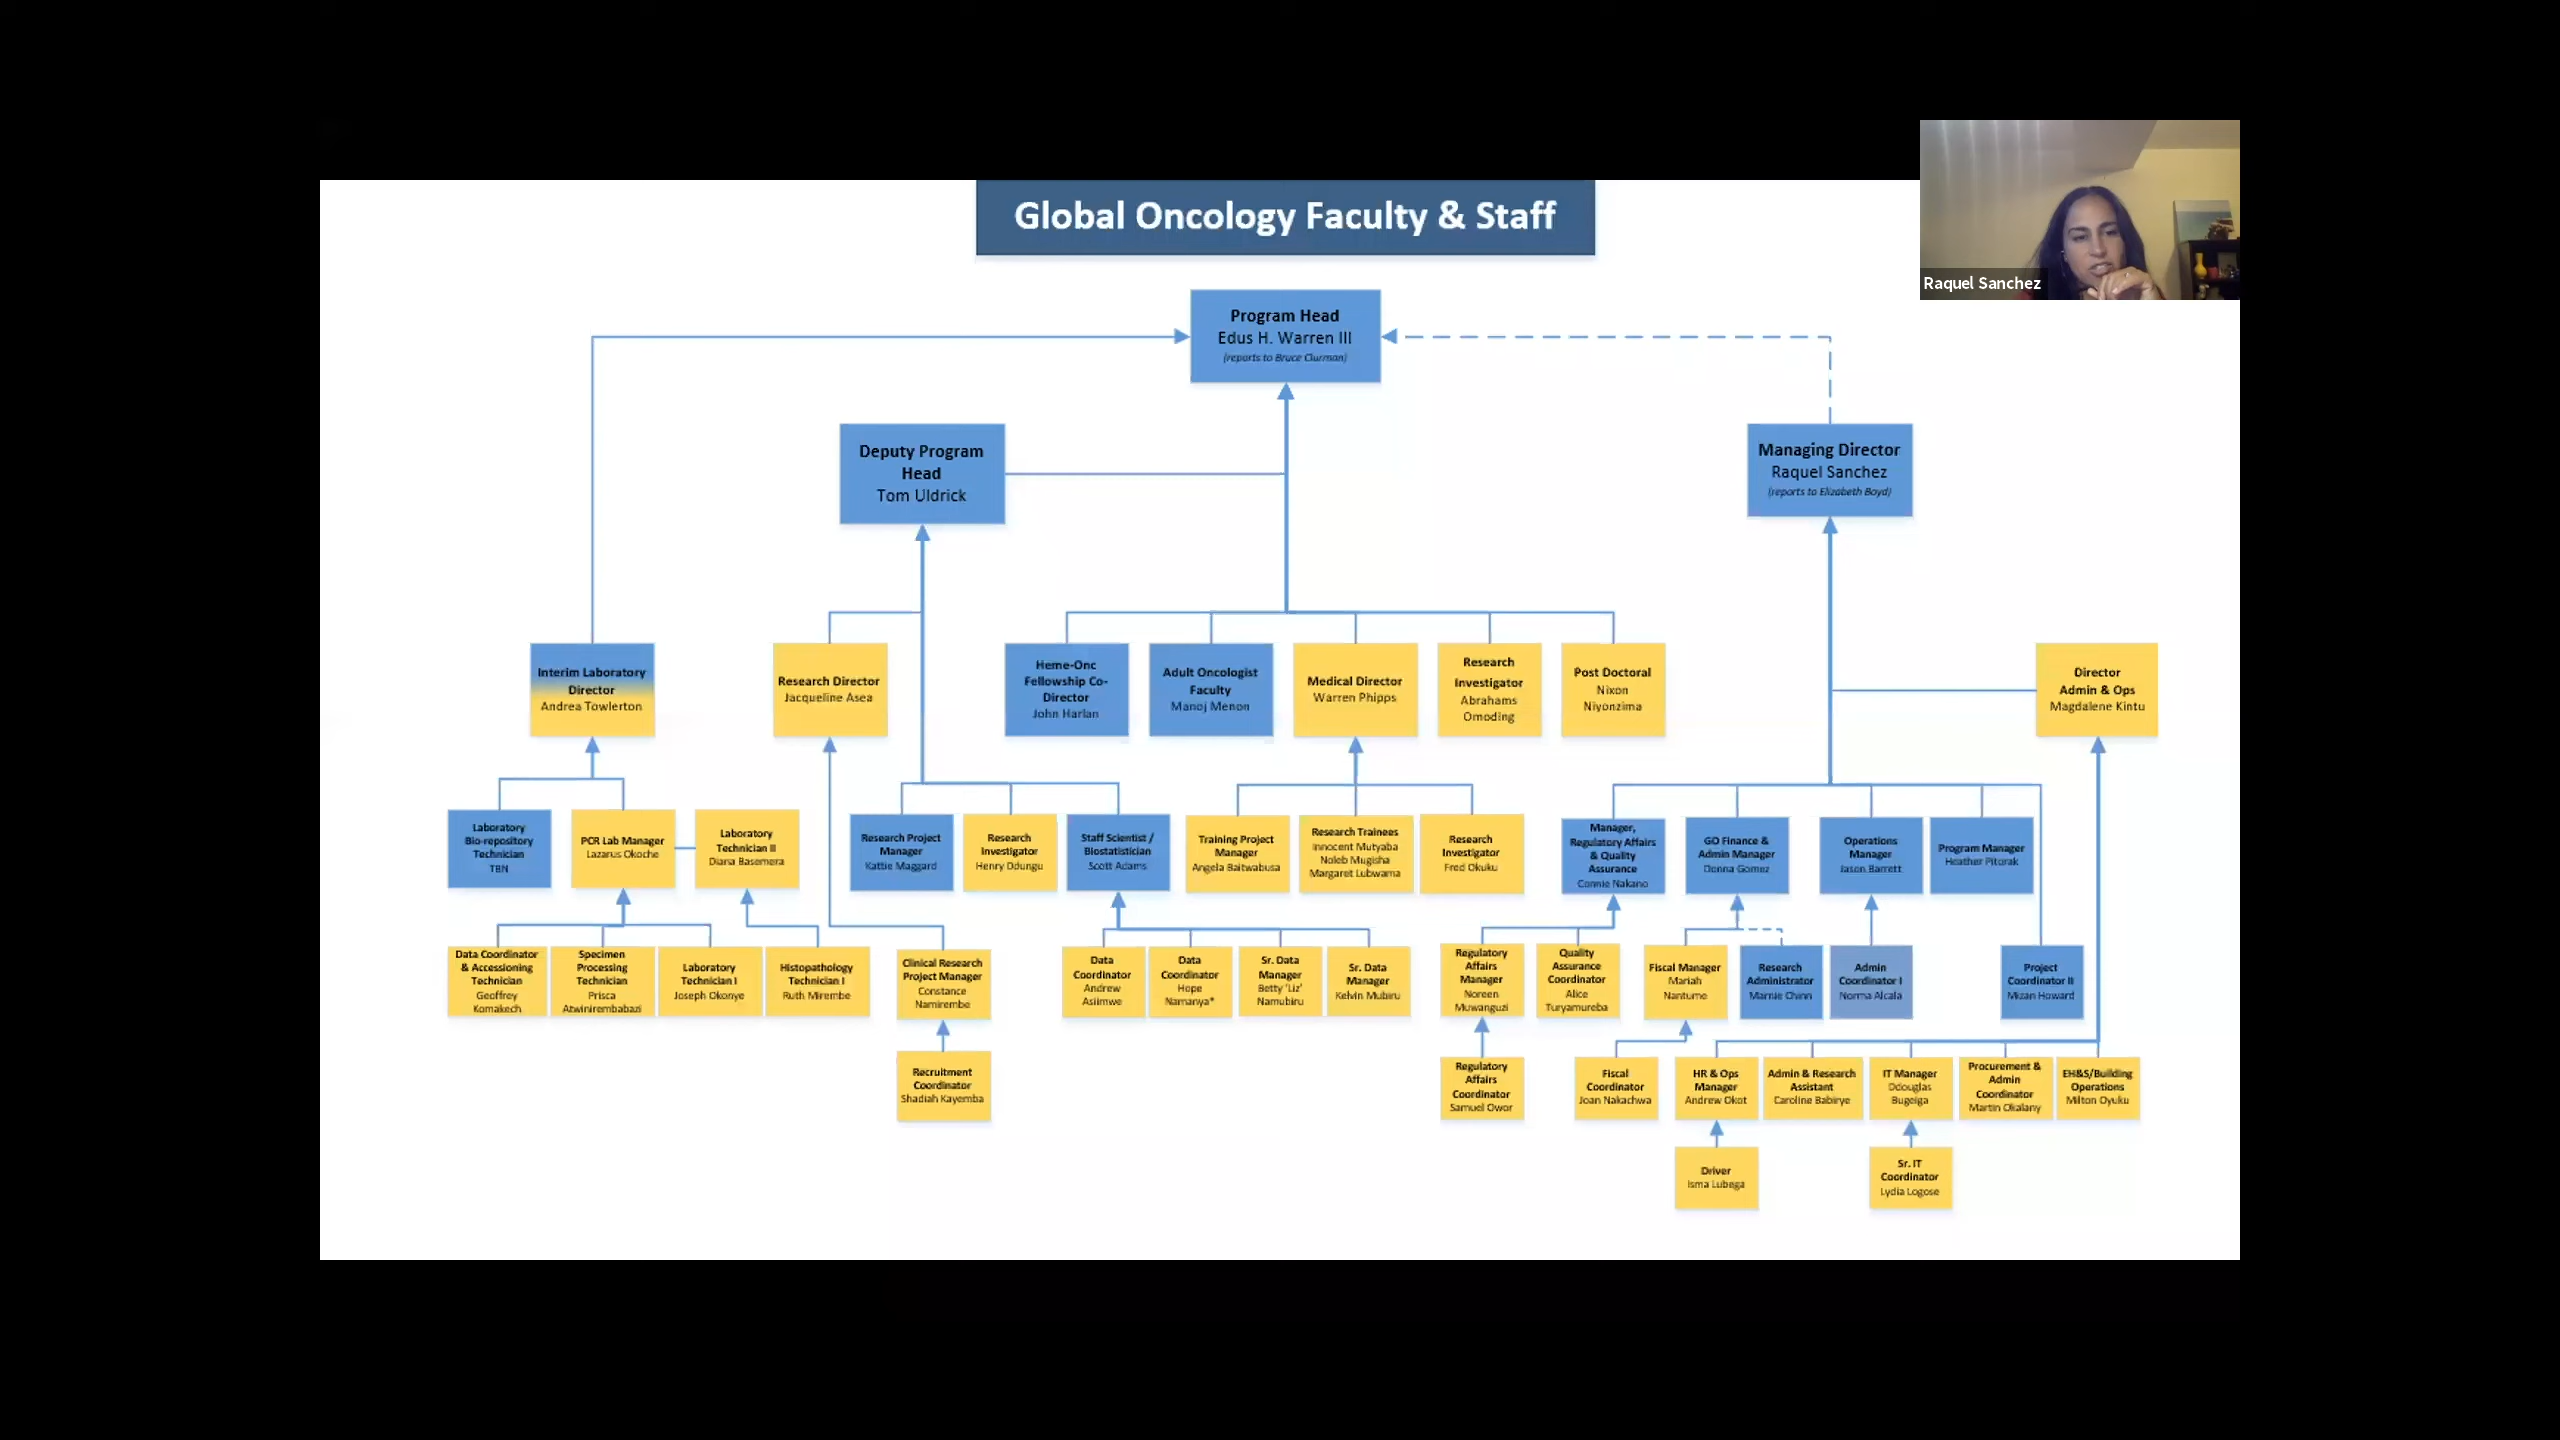 Global Oncology Faculty & Staff
Raquel Sanchez
Program Head
Edus H. Warren III
(reports to Bruce Clurman)
Deputy Program
Head
Tom Uldrick
Managing Director
Raquel Sanchez
(reports to Elizabeth Boyd)
Interim Laboratory
Director
Andrea Towlerton
Research Director
Jacqueline Asea
Heme-Onc
Fellowship Co-
Director
John Harlan
Adult Oncologist
Faculty
Manoj Menon
Medical Director
Warren Phipps
Research
Investigator
Abrahams
Omoding
Post Doctoral
Nixon
Niyonzima
Director
Admin & Ops
Magdalene Kintu
Laboratory
Bio-repository
Technician
TBN
PCR Lab Manager
Lazarus Okoche
Laboratory
Technician II
Diana Basemera
Research Project
Manager
Kattie Maggard
Research
Investigator
Henry Ddungu
Staff Scientist /
Biostatistician
Scott Adams
Training Project
Manager
Angela Baitwabusa
Research Trainees
Innocent Mutyaba
Noleb Mugisha
Margaret Lubwama
Research
Investigator
Fred Okuku
Manager,
Regulatory Affairs
& Quality
Assurance
Connie Nakano
GO Finance &
Admin Manager
Donna Gomez
Operations
Manager
Jason Barrett
Program Manager
Heather Pitorak
Data Coordinator
& Accessioning
Technician
Geoffrey
Komakech
Specimen
Processing
Technician
Prisca
Atwinirembabazi
Laboratory
Technician I
Joseph Okonye
Histopathology
Technician I
Ruth Mirembe
Clinical Research
Project Manager
Constance
Namirembe
Data
Coordinator
Andrew
Asiimwe
Data
Coordinator
Hope
Namanya*
Sr. Data
Manager
Betty 'Liz'
Namubiru
Sr. Data
Manager
Kelvin Mubiru
Regulatory
Affairs
Manager
Noreen
Muwanguzi
Quality
Assurance
Coordinator
Alice
Turyamureba
Fiscal Manager
Mariah
Nantume
Research
Administrator
Marnie Chinn
Admin
Coordinator I
Norma Alcala
Project
Coordinator II
Mizan Howard
Recruitment
Coordinator
Shadiah Kayemba
Regulatory
Affairs
Coordinator
Samuel Owor
Fiscal
Coordinator
Joan Nakachwa
HR & Ops
Manager
Andrew Okot
Admin & Research
Assistant
Caroline Babirye
IT Manager
Ddouglas
Bugeiga
Procurement &
Admin
Coordinator
Martin Okalany
EH&S/Building
Operations
Milton Oyuku
Driver
Isma Lubega
Sr. IT
Coordinator
Lydia Logose